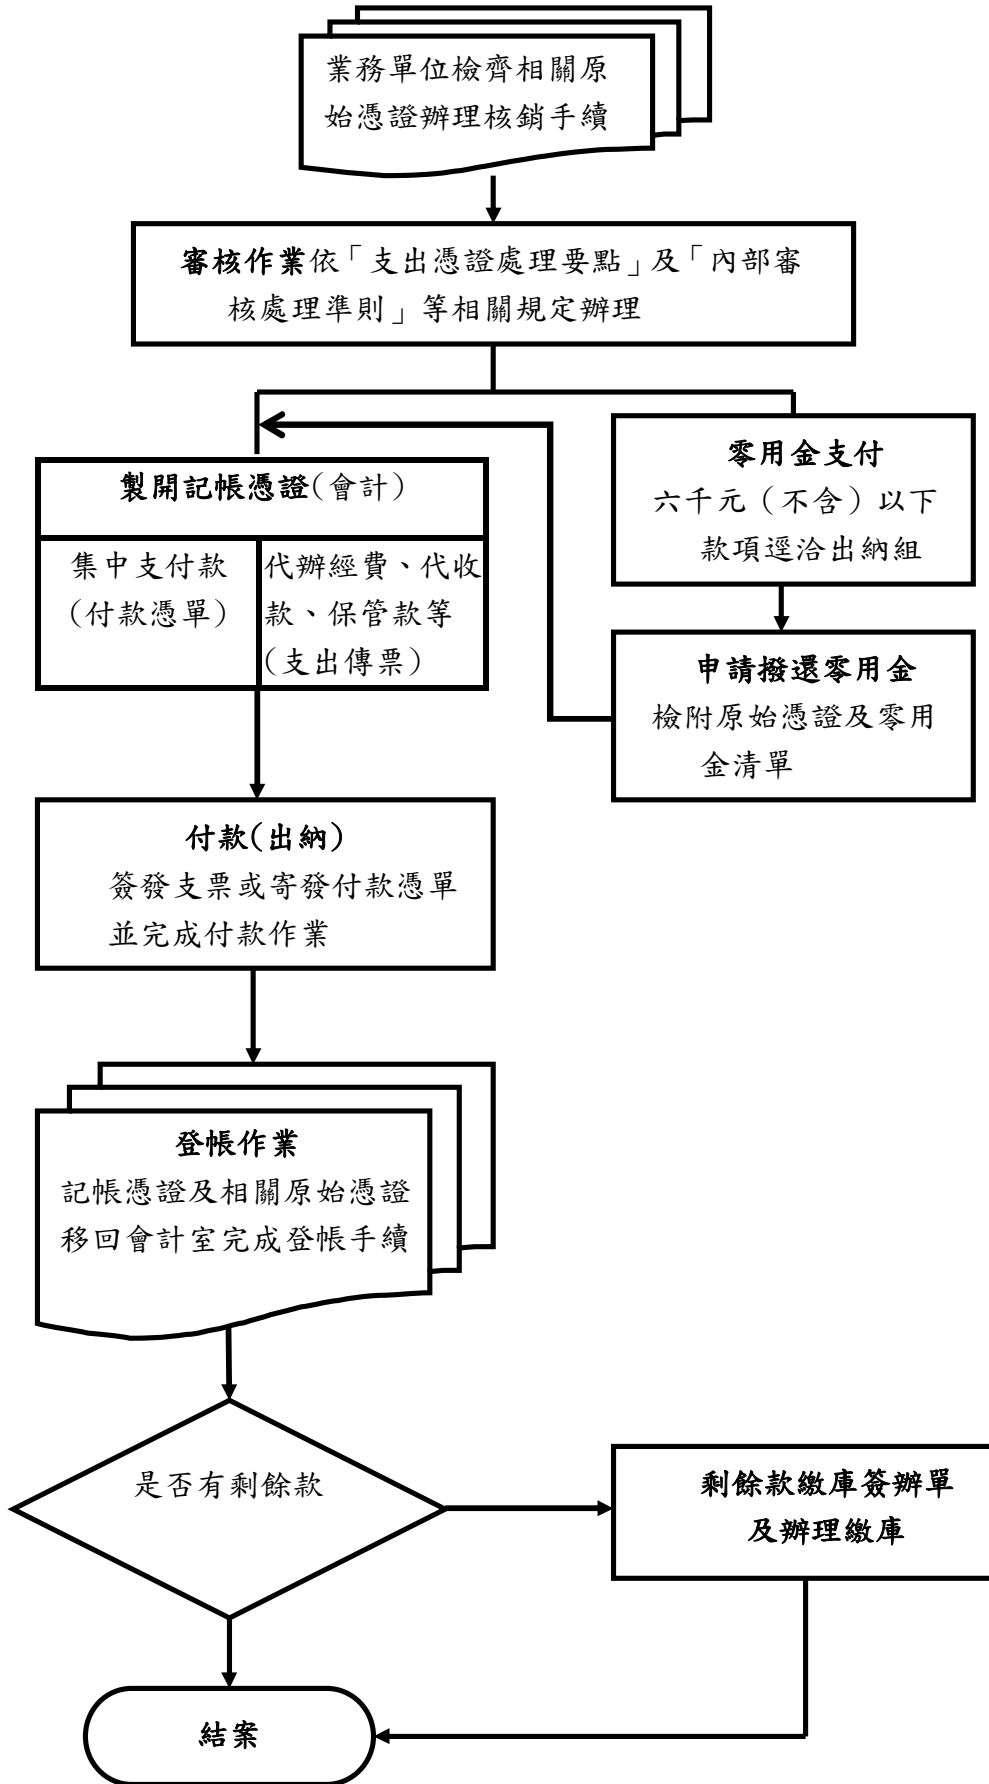 業務單位檢齊相關原
始憑證辦理核銷手續
審核作業依「支出憑證處理要點」及「內部審
核處理準則」等相關規定辦理
零用金支付
六千元（不含）以下
款項逕洽出納組
製開記帳憑證(會計)
集中支付款
(付款憑單)
代辦經費、代收
款、保管款等
(支出傳票)
申請撥還零用金
檢附原始憑證及零用
金清單
付款(出納)
簽發支票或寄發付款憑單
並完成付款作業
登帳作業
記帳憑證及相關原始憑證
移回會計室完成登帳手續
是否有剩餘款
剩餘款繳庫簽辦單
及辦理繳庫
結案